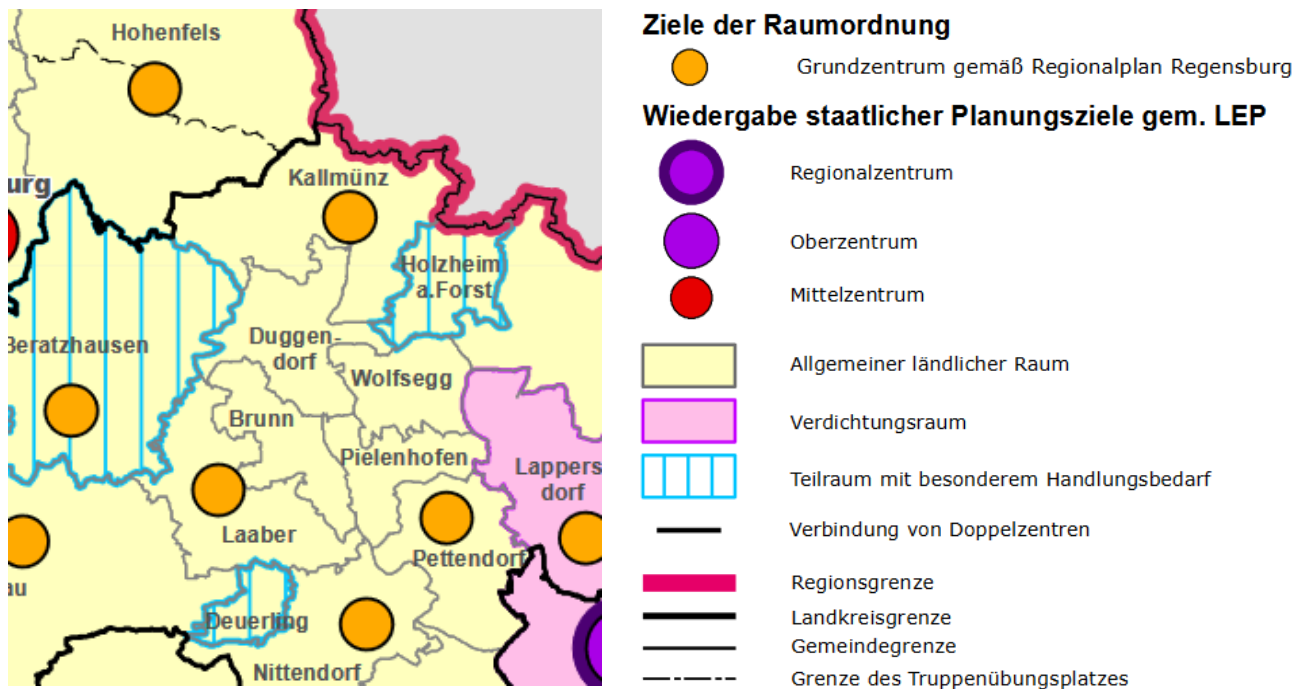 Hohenfels
urg
Kallmünz
Holzheim
a.Forst
Beratzhausen
Duggen-
dorf
Wolfsegg
Brunn
Pielenhofen
Lappers
dorf
Laaber
Pettendorf
au
Deuerling
Nittendorf
Ziele der Raumordnung
Grundzentrum gemäß Regionalplan Regensburg
Wiedergabe staatlicher Planungsziele gem. LEP
Regionalzentrum
Oberzentrum
Mittelzentrum
Allgemeiner ländlicher Raum
Verdichtungsraum
Teilraum mit besonderem Handlungsbedarf
Verbindung von Doppelzentren
Regionsgrenze
Landkreisgrenze
Gemeindegrenze
Grenze des Truppenübungsplatzes